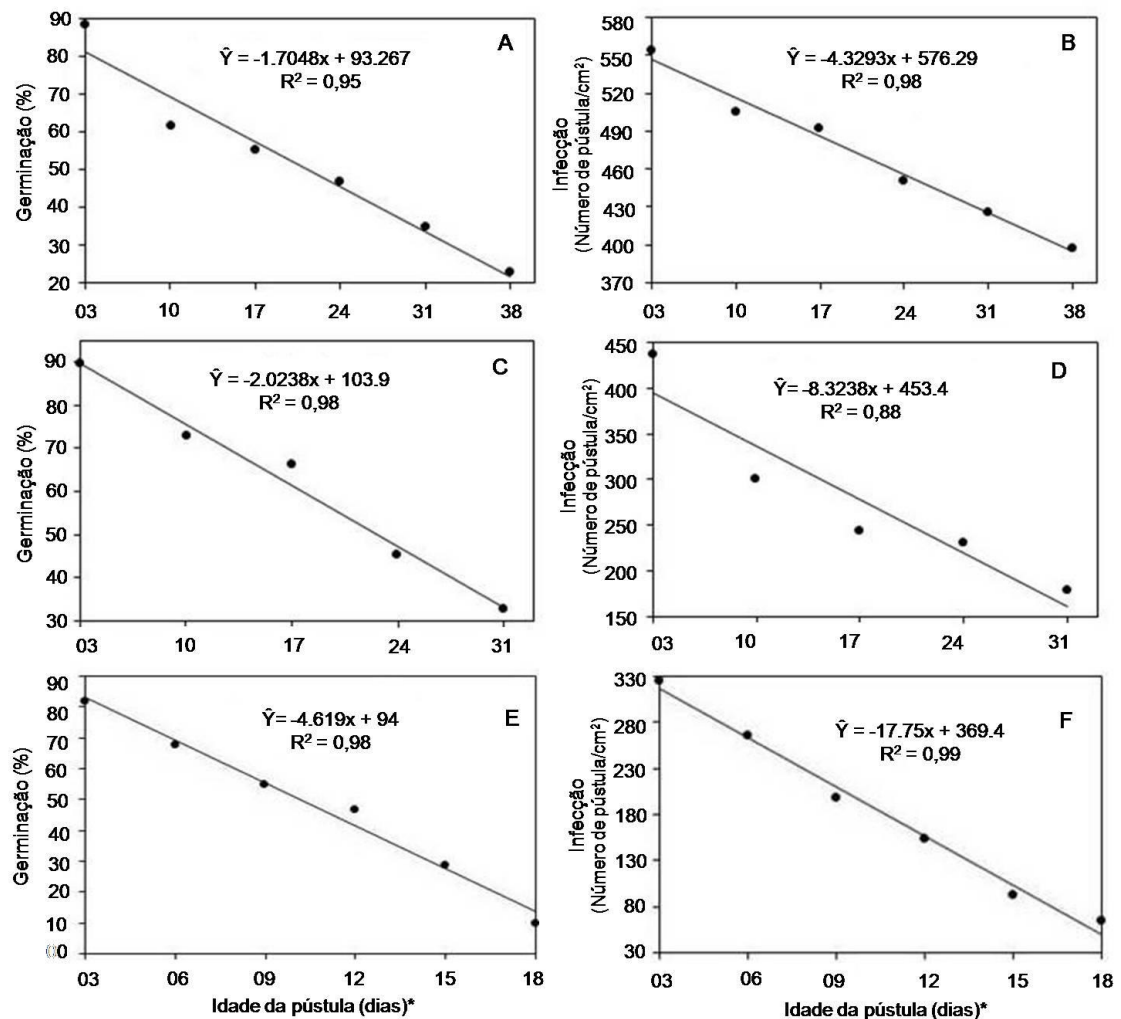 A
Ŷ = -1.7048x + 93.267
R² = 0,95
Germinação (%)
90
80
70
60
50
40
30
20
03 10 17 24 31 38
B
Ŷ = -4.3293x + 576.29
R² = 0,98
Infecção
(Número de pústula/cm²)
580
550
520
490
460
430
400
370
03 10 17 24 31 38
C
Ŷ = -2.0238x + 103.9
R² = 0,98
Germinação (%)
90
80
70
60
50
40
30
03 10 17 24 31
D
Ŷ= -8.3238x + 453.4
R² = 0,88
Infecção
(Número de pústula/cm²)
450
400
350
300
250
200
150
03 10 17 24 31
E
Ŷ= -4.619x + 94
R² = 0,98
Germinação (%)
90
80
70
60
50
40
30
20
10
00
03 06 09 12 15 18
Idade da pústula (dias)*
F
Ŷ = -17.75x + 369.4
R² = 0,99
Infecção
(Número de pústula/cm²)
330
280
230
180
130
80
30
03 06 09 12 15 18
Idade da pústula (dias)*